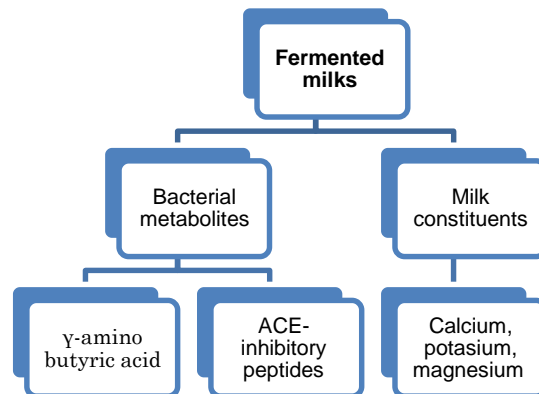 Fermented
milks
Bacterial
metabolites
Milk
constituents
γ-amino
butyric acid
ACE-
inhibitory
peptides
Calcium,
potasium,
magnesium